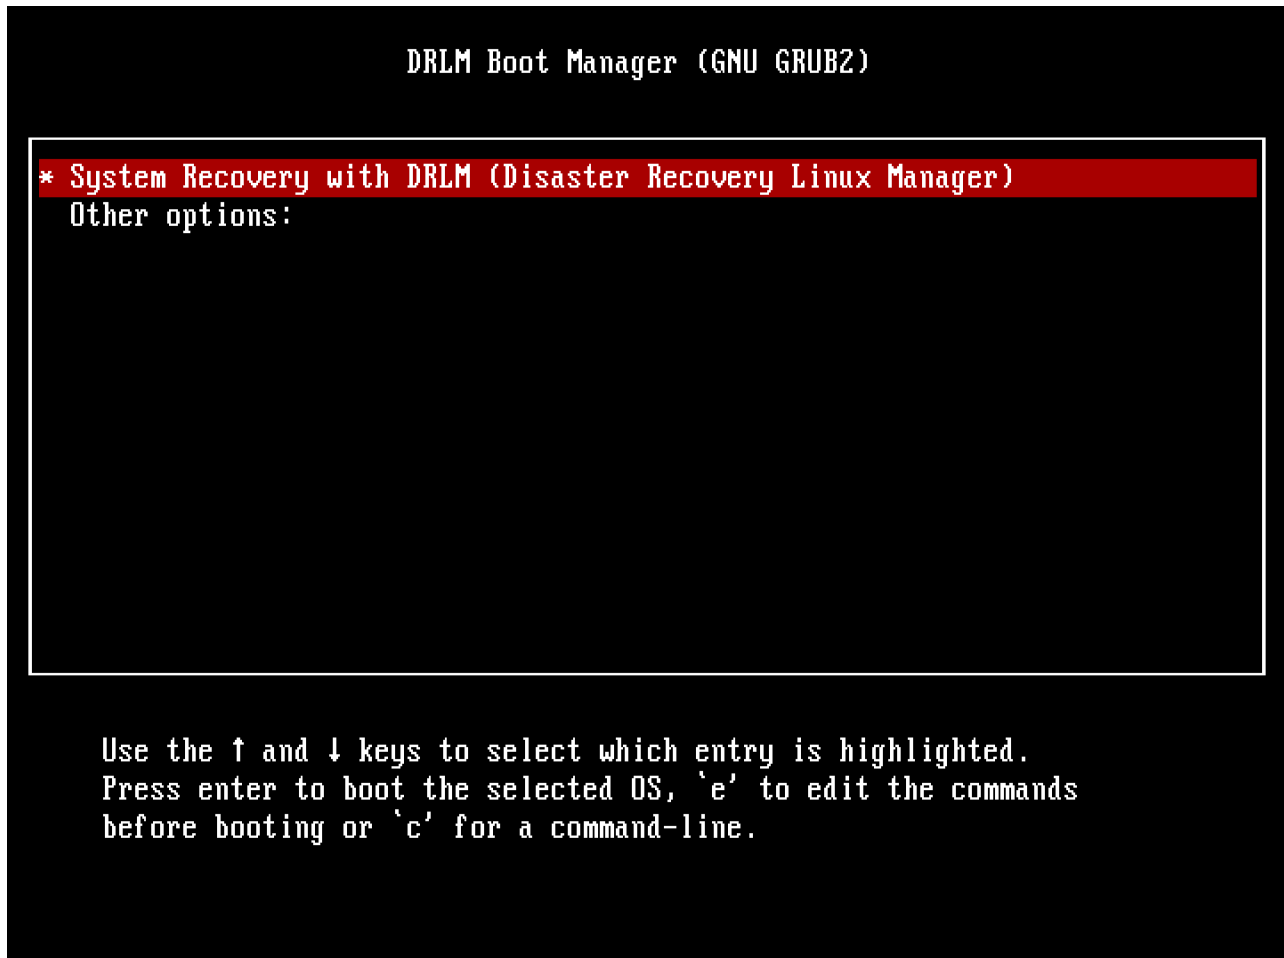 DRLM Boot Manager (GNU GRUB2)
* System Recovery with DRLM (Disaster Recovery Linux Manager)
Other options:
Use the ↑ and ↓ keys to select which entry is highlighted.
Press enter to boot the selected OS, `e' to edit the commands
before booting or `c' for a command-line.